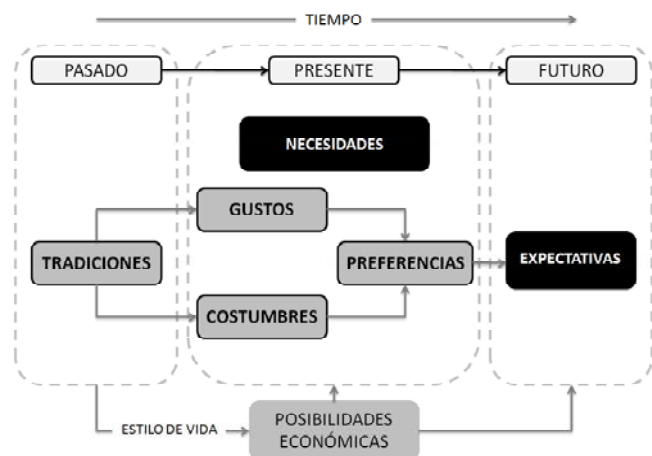 TIEMPO
PASADO
PRESENTE
FUTURO
NECESIDADES
GUSTOS
TRADICIONES
PREFERENCIAS
EXPECTATIVAS
COSTUMBRES
ESTILO DE VIDA
POSIBILIDADES
ECONÓMICAS